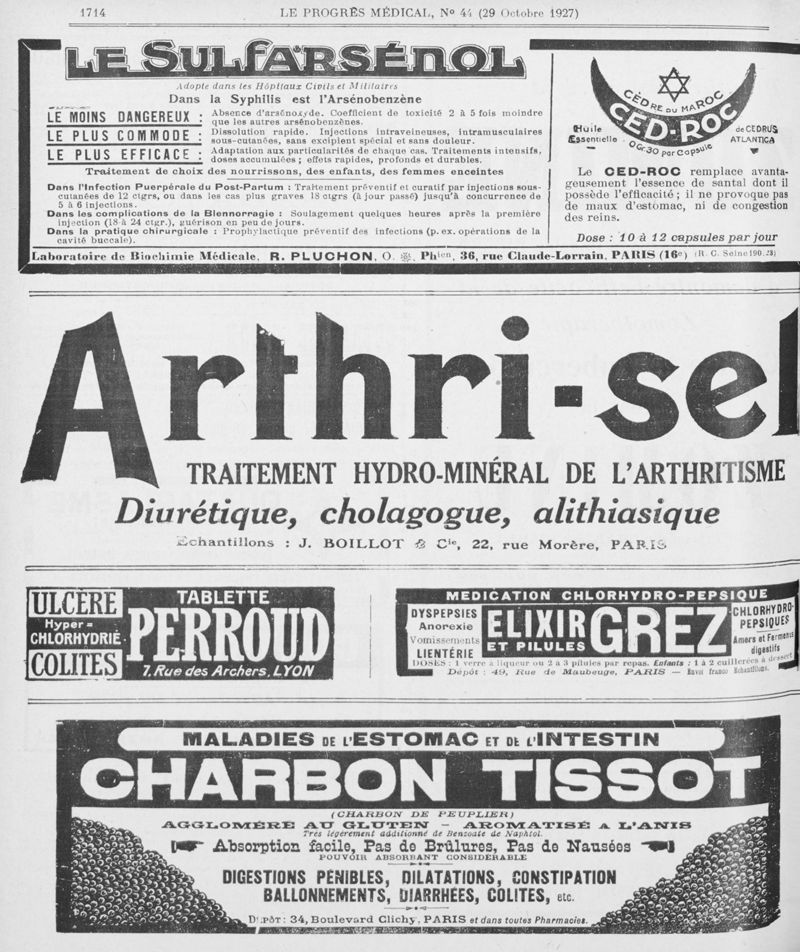 1714 LE PROGRÈS MÉDICAL, No 44 (29 Octobre 1927)
LE SULFARSÉNOL
Adopte dans les Hôpitaux Civils et Militaires
Dans la Syphilis est l'Arsénobenzène
LE MOINS DANGEREUX : Absence d'arsénoxyde. Coefficient de toxicité 2 à 5 fois moindre
que les autres arsénobenzènes.
LE PLUS COMMODE : Dissolution rapide. Injections intraveineuses, intramusculaires
sous-cutanées, sans excipient spécial et sans douleur.
LE PLUS EFFICACE : Adaptation aux particularités de chaque cas. Traitements intensifs,
doses accumulées ; effets rapides, profonds et durables.
Traitement de choix des nourrissons, des enfants, des femmes enceintes
Dans l'Infection Puerpérale du Post-Partum : Traitement préventif et curatif par injections sous-
cutanées de 12 ctgrs, ou dans les cas plus graves 18 ctgrs (à jour passé) jusqu'à concurrence de
5 à 6 injections.
Dans les complications de la Blennorragie : Soulagement quelques heures après la première
injection (18 à 24 ctgr.), guérison en peu de jours.
Dans la pratique chirurgicale : Prophylactique préventif des infections (p. ex. opérations de la
cavité buccale).
CÈDRE DU MAROC
CED-ROC
Huile
Essentielle
0Gr.30 par Capsule
de CEDRUS
ATLANTICA
Le CED-ROC remplace avanta-
geusement l'essence de santal dont il
possède l'efficacité ; il ne provoque pas
de maux d'estomac, ni de congestion
des reins.
Dose : 10 à 12 capsules par jour
Laboratoire de Biochimie Médicale, R. PLUCHON, O. Phien, 36, rue Claude-Lorrain, PARIS (16e) (R. C. Seine 190.23)
Arthri-sel
TRAITEMENT HYDRO-MINÉRAL DE L'ARTHRITISME
Diurétique, cholagogue, alithiasique
Échantillons : J. BOILLOT & Cie, 22, rue Morère, PARIS
ULCÈRE
Hyper=
CHLORHYDRIE
COLITES
TABLETTE
PERROUD
7, Rue des Archers, LYON
MEDICATION CHLORHYDRO-PEPSIQUE
DYSPEPSIES
Anorexie
Vomissements
LIENTÉRIE
ELIXIR
ET PILULES
GREZ
CHLORHYDRO-
PEPSIQUES
Amers et Ferments
digestifs
DOSES : 1 verre à liqueur ou 2 à 3 pilules par repas. Enfants : 1 à 2 cuillerées à dessert
Dépôt : 49, Rue de Maubeuge, PARIS — Envoi franco Échantillons.
MALADIES DE L'ESTOMAC ET DE L'INTESTIN
CHARBON TISSOT
(CHARBON DE PEUPLIER)
AGGLOMÉRÉ AU GLUTEN - AROMATISÉ A L'ANIS
Très légèrement additionné de Benzoate de Naphtol.
Absorption facile, Pas de Brûlures, Pas de Nausées
POUVOIR ABSORBANT CONSIDÉRABLE
DIGESTIONS PÉNIBLES, DILATATIONS, CONSTIPATION
BALLONNEMENTS, DIARRHÉES, COLITES, etc.
DÉPÔT : 34, Boulevard Clichy, PARIS et dans toutes Pharmacies.